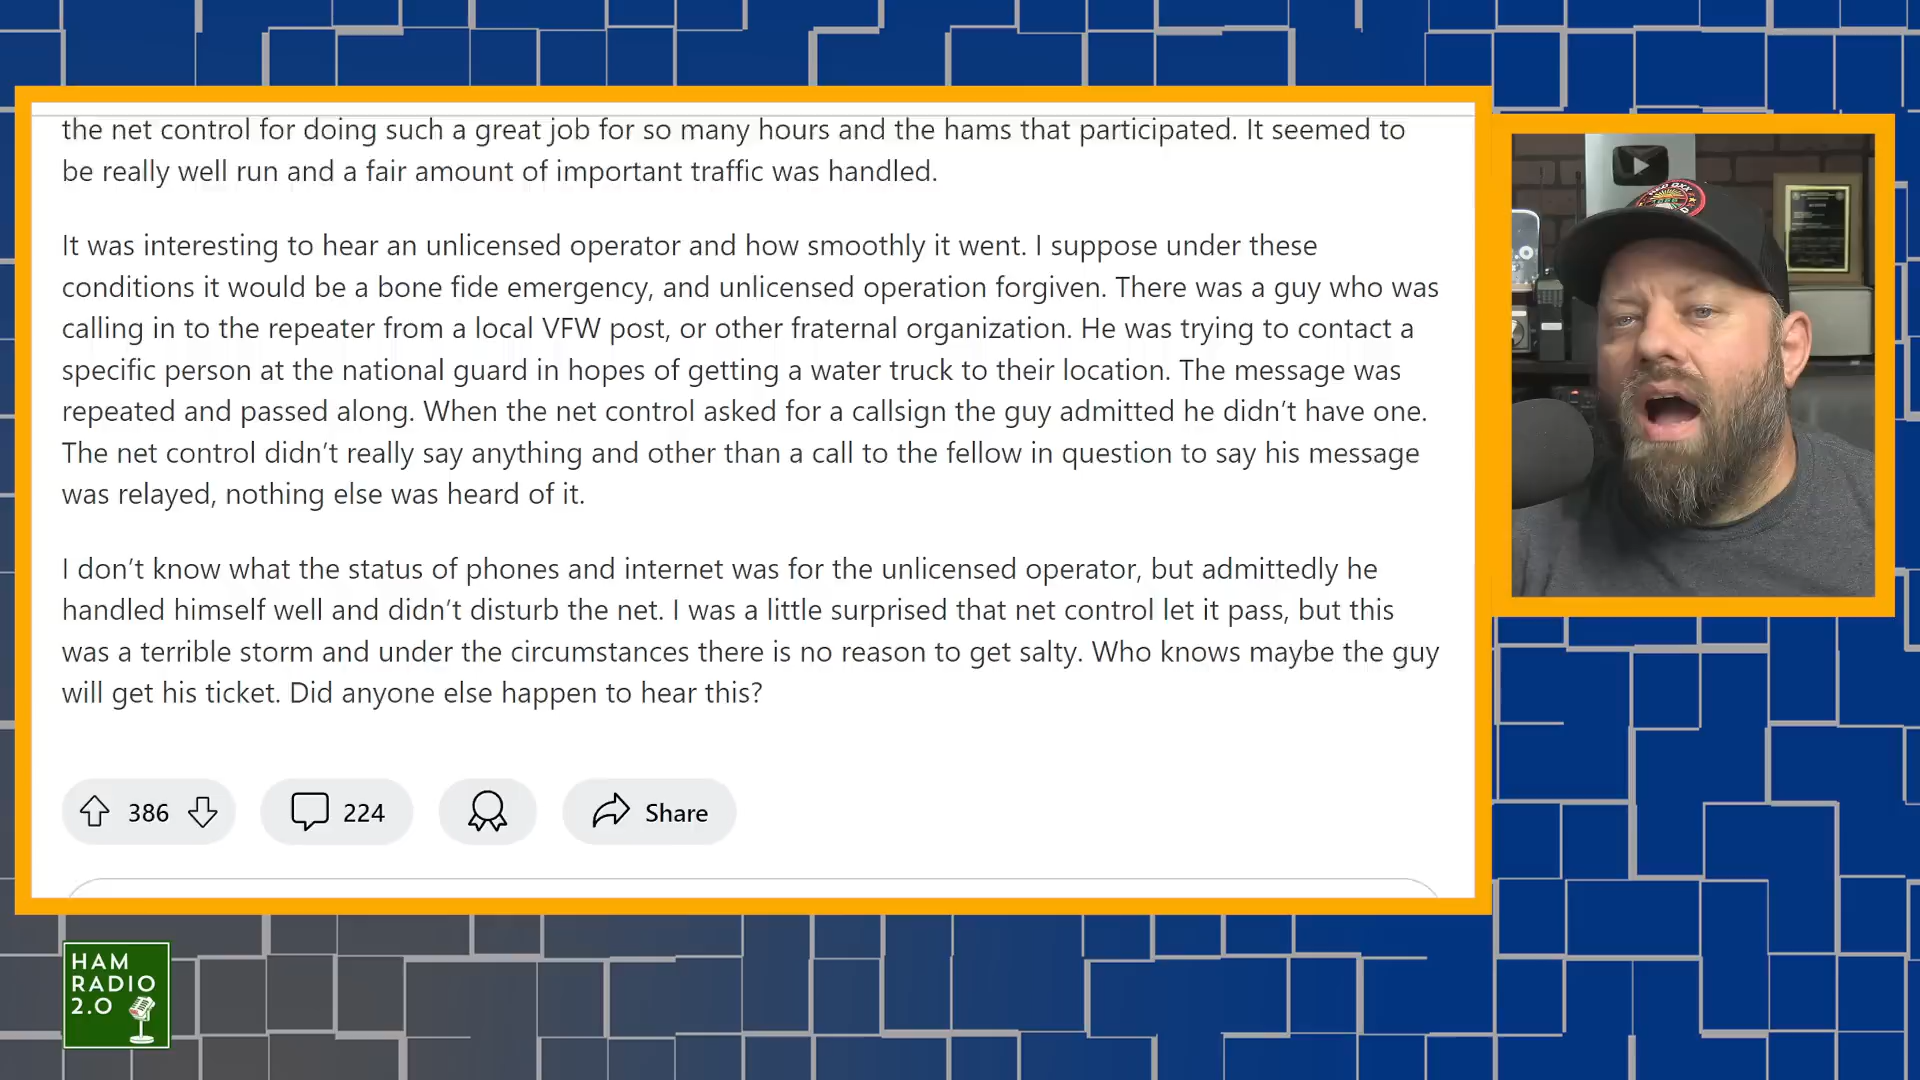 the net control for doing such a great job for so many hours and the hams that participated. It seemed to
be really well run and a fair amount of important traffic was handled.
It was interesting to hear an unlicensed operator and how smoothly it went. I suppose under these
conditions it would be a bone fide emergency, and unlicensed operation forgiven. There was a guy who was
calling in to the repeater from a local VFW post, or other fraternal organization. He was trying to contact a
specific person at the national guard in hopes of getting a water truck to their location. The message was
repeated and passed along. When the net control asked for a callsign the guy admitted he didn’t have one.
The net control didn’t really say anything and other than a call to the fellow in question to say his message
was relayed, nothing else was heard of it.
I don’t know what the status of phones and internet was for the unlicensed operator, but admittedly he
handled himself well and didn’t disturb the net. I was a little surprised that net control let it pass, but this
was a terrible storm and under the circumstances there is no reason to get salty. Who knows maybe the guy
will get his ticket. Did anyone else happen to hear this?
386
224
Share
HAM
RADIO
2.0